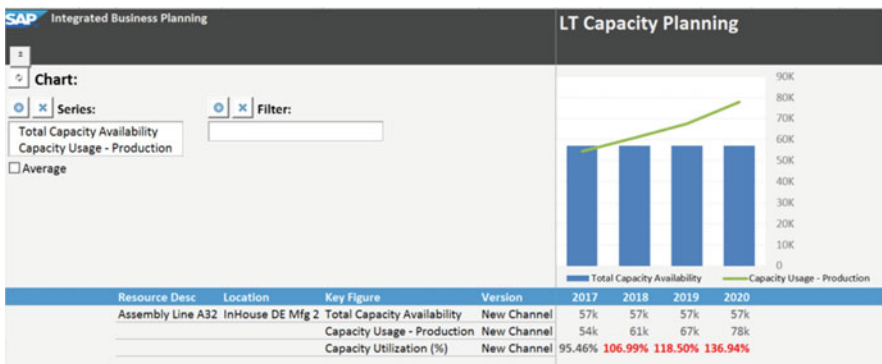 SAP Integrated Business Planning
LT Capacity Planning
Chart:
Series:
Filter:
Total Capacity Availability
Capacity Usage - Production
Average
90K
80K
70K
60K
50K
40K
30K
20K
10K
0
Total Capacity Availability Capacity Usage - Production
Resource Desc Location Key Figure Version 2017 2018 2019 2020
Assembly Line A32 InHouse DE Mfg 2 Total Capacity Availability New Channel 57k 57k 57k 57k
Capacity Usage - Production New Channel 54k 61k 67k 78k
Capacity Utilization (%) New Channel 95.46% 106.99% 118.50% 136.94%